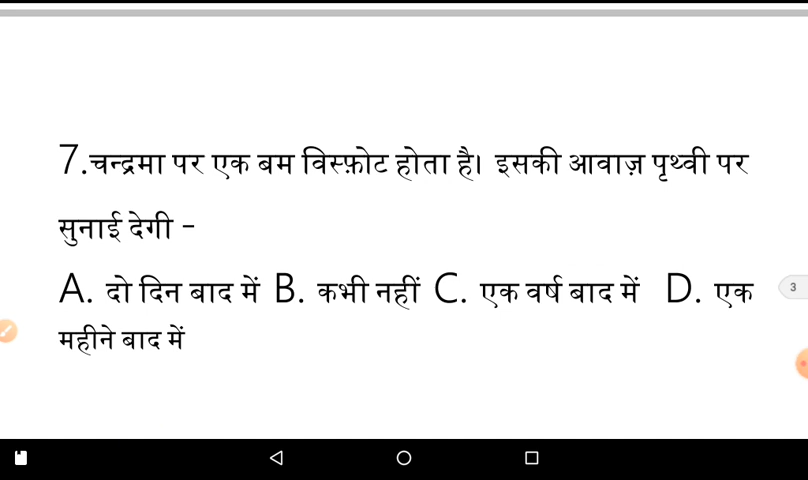 7.चन्द्रमा पर एक बम विस्फ़ोट होता है। इसकी आवाज़ पृथ्वी पर
सुनाई देगी -
A. दो दिन बाद में B. कभी नहीं C. एक वर्ष बाद में D. एक
महीने बाद में
3